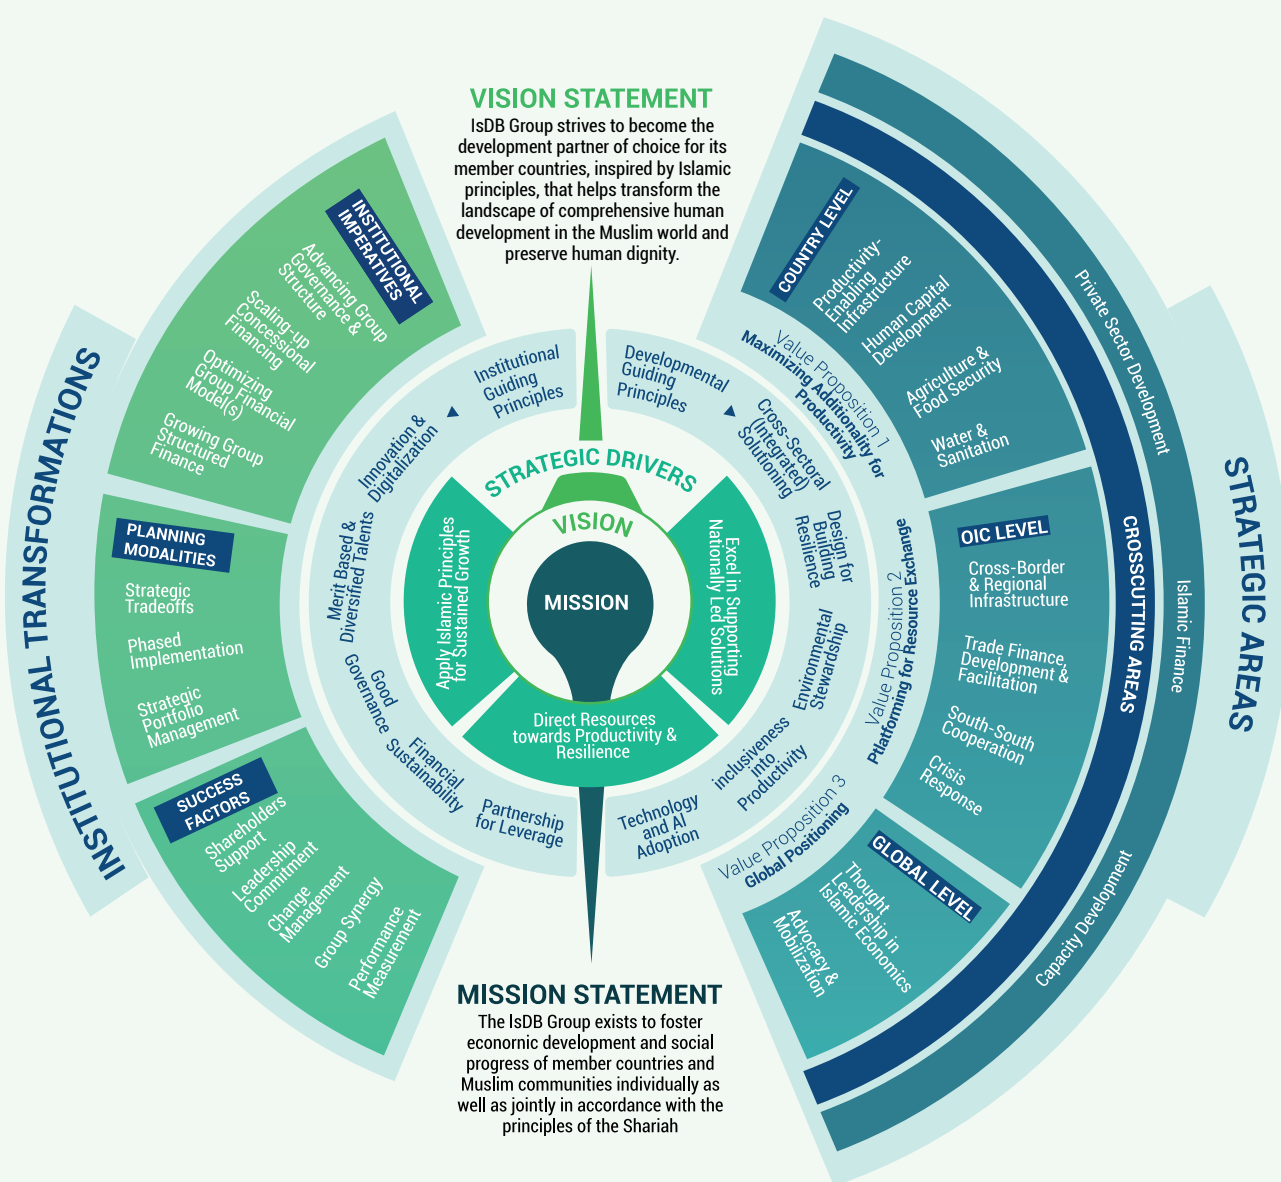 VISION STATEMENT
IsDB Group strives to become the
development partner of choice for its
member countries, inspired by Islamic
principles, that helps transform the
landscape of comprehensive human
development in the Muslim world and
preserve human dignity.
INSTITUTIONAL TRANSFORMATIONS
INSTITUTIONAL
IMPERATIVES
Advancing Group
Governance &
Structure
Scaling-up
Concessional
Financing
Optimizing
Group Financial
Model(s)
Growing Group
Structured
Finance
PLANNING
MODALITIES
Strategic
Tradeoffs
Phased
Implementation
Strategic
Portfolio
Management
SUCCESS
FACTORS
Shareholders
Support
Leadership
Commitment
Change
Management
Group Synergy
Performance
Measurement
Institutional
Guiding
Principles
Innovation &
Digitalization
Merit Based &
Diversified Talents
Good
Governance
Financial
Sustainability
Partnership
for Leverage
STRATEGIC DRIVERS
VISION
MISSION
Apply Islamic Principles
for Sustained Growth
Excel in Supporting
Nationally Led Solutions
Direct Resources
towards Productivity &
Resilience
Developmental
Guiding
Principles
Cross-Sectoral
(Integrated)
Solutioning
Design for
Building
Resilience
Environmental
Stewardship
inclusiveness
into
Productivity
Technology
and AI
Adoption
Value Proposition 1
Maximizing Additionality for
Productivity
Value Proposition 2
Ptlatforming for Resource Exchange
Value Proposition 3
Global Positioning
COUNTRY LEVEL
Productivity-
Enabling
Infrastructure
Human Capital
Development
Agriculture &
Food Security
Water &
Sanitation
OIC LEVEL
Cross-Border
& Regional
Infrastructure
Trade Finance,
Development &
Facilitation
South-South
Cooperation
Crisis
Response
GLOBAL LEVEL
Thought
Leadership in
Islamic Economics
Advocacy &
Mobilization
CROSSCUTTING AREAS
Private Sector Development
Islamic Finance
Capacity Development
STRATEGIC AREAS
MISSION STATEMENT
The IsDB Group exists to foster
econornic development and social
progress of member countries and
Muslim communities individually as
well as jointly in accordance with the
principles of the Shariah